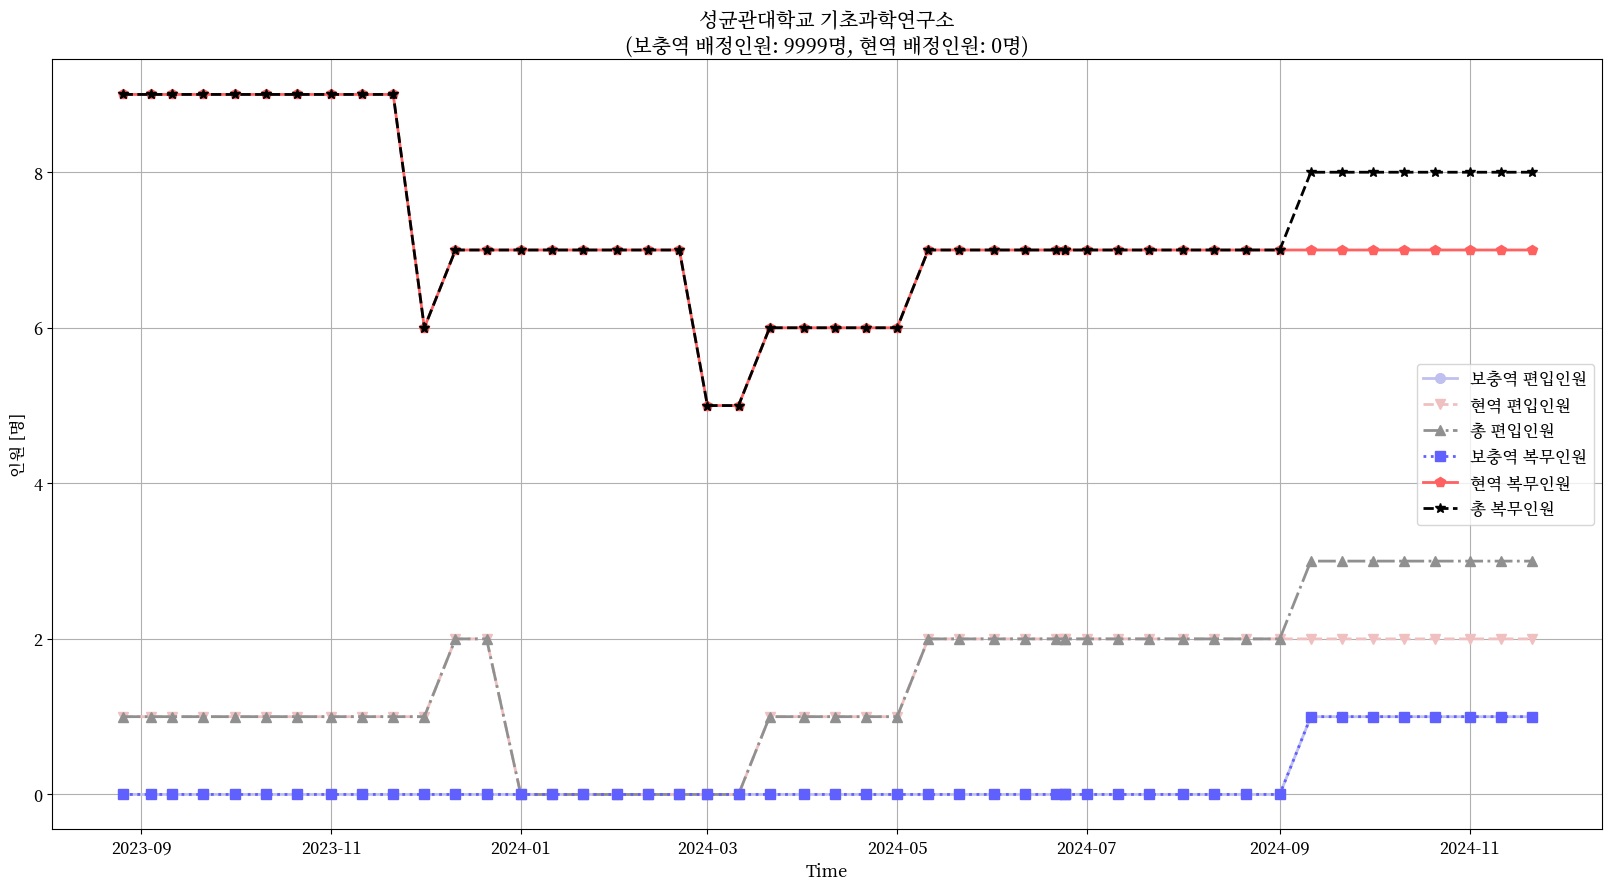 성균관대학교 기초과학연구소
(보충역 배정인원: 9999명, 현역 배정인원: 0명)
인원 [명]
8
6
4
2
0
보충역 편입인원
현역 편입인원
총 편입인원
보충역 복무인원
현역 복무인원
총 복무인원
2023-09 2023-11 2024-01 2024-03 2024-05 2024-07 2024-09 2024-11
Time